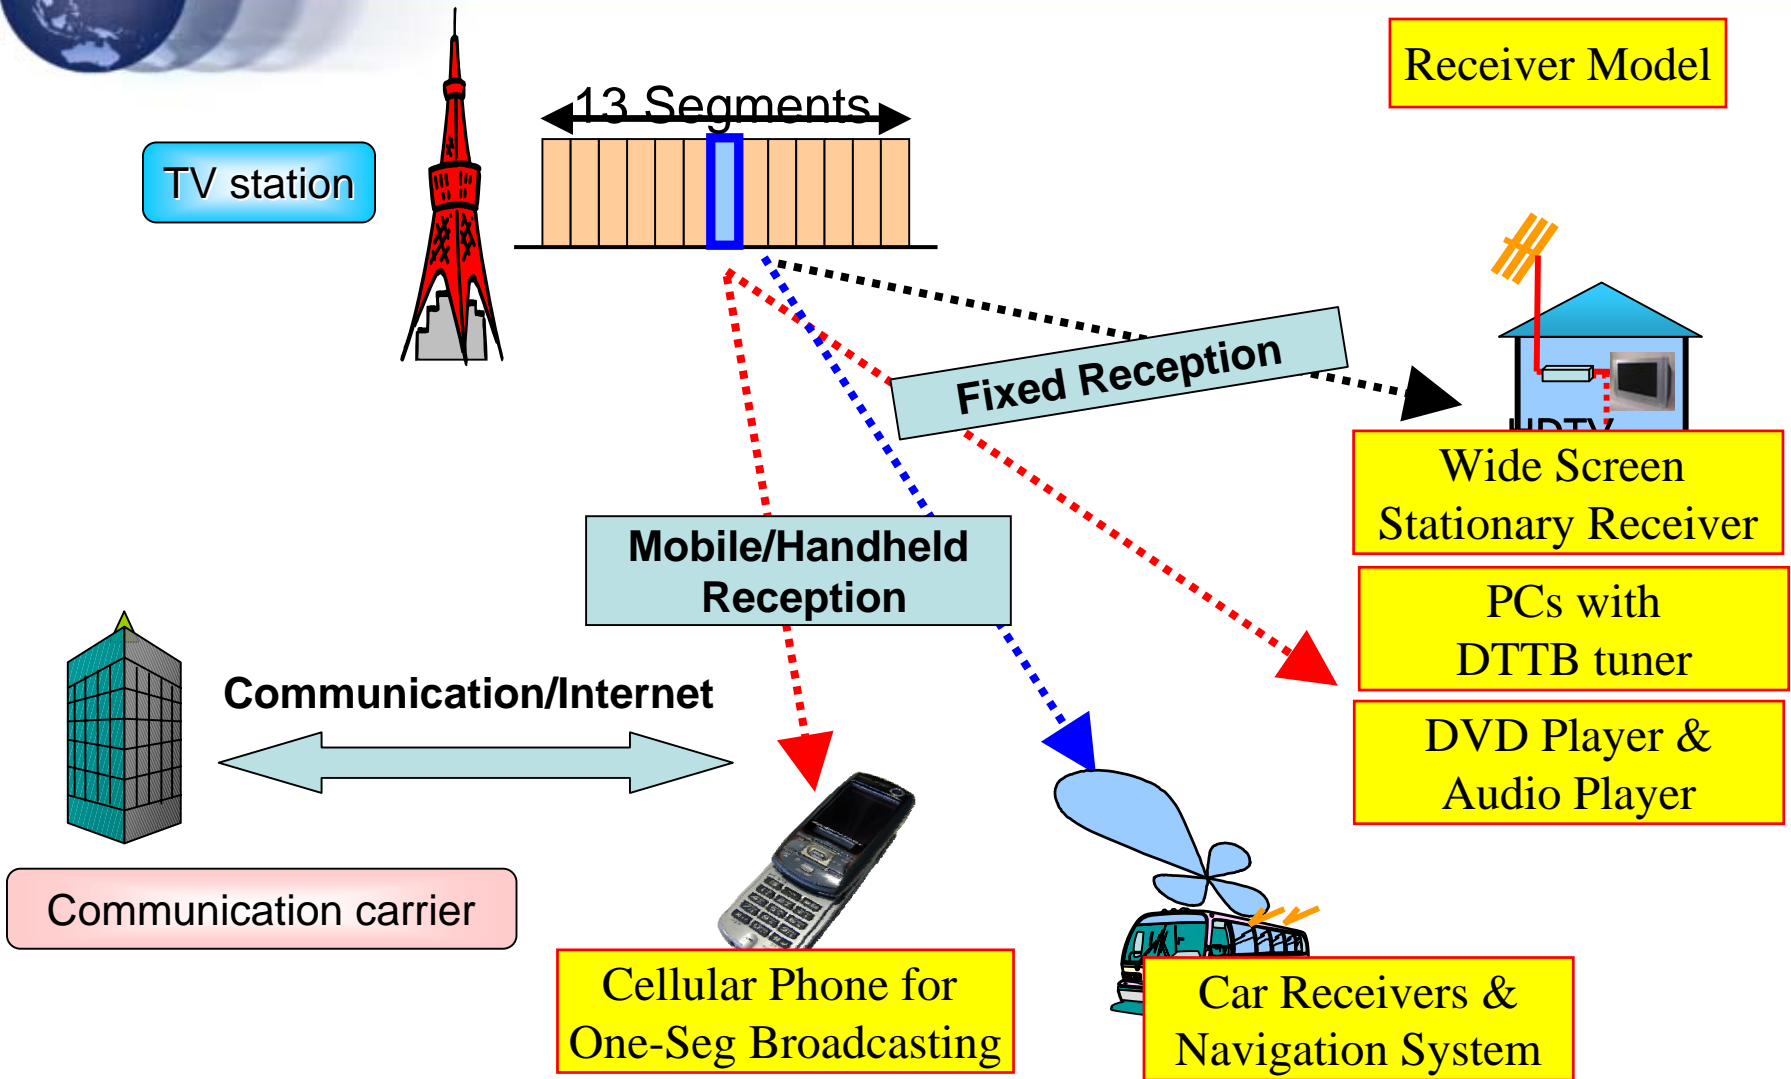 Receiver Model
13 Segments
TV station
Fixed Reception
HDTV
Wide Screen
Stationary Receiver
Mobile/Handheld
Reception
PCs with
DTTB tuner
Communication/Internet
DVD Player &
Audio Player
Communication carrier
Cellular Phone for
One-Seg Broadcasting
Car Receivers &
Navigation System